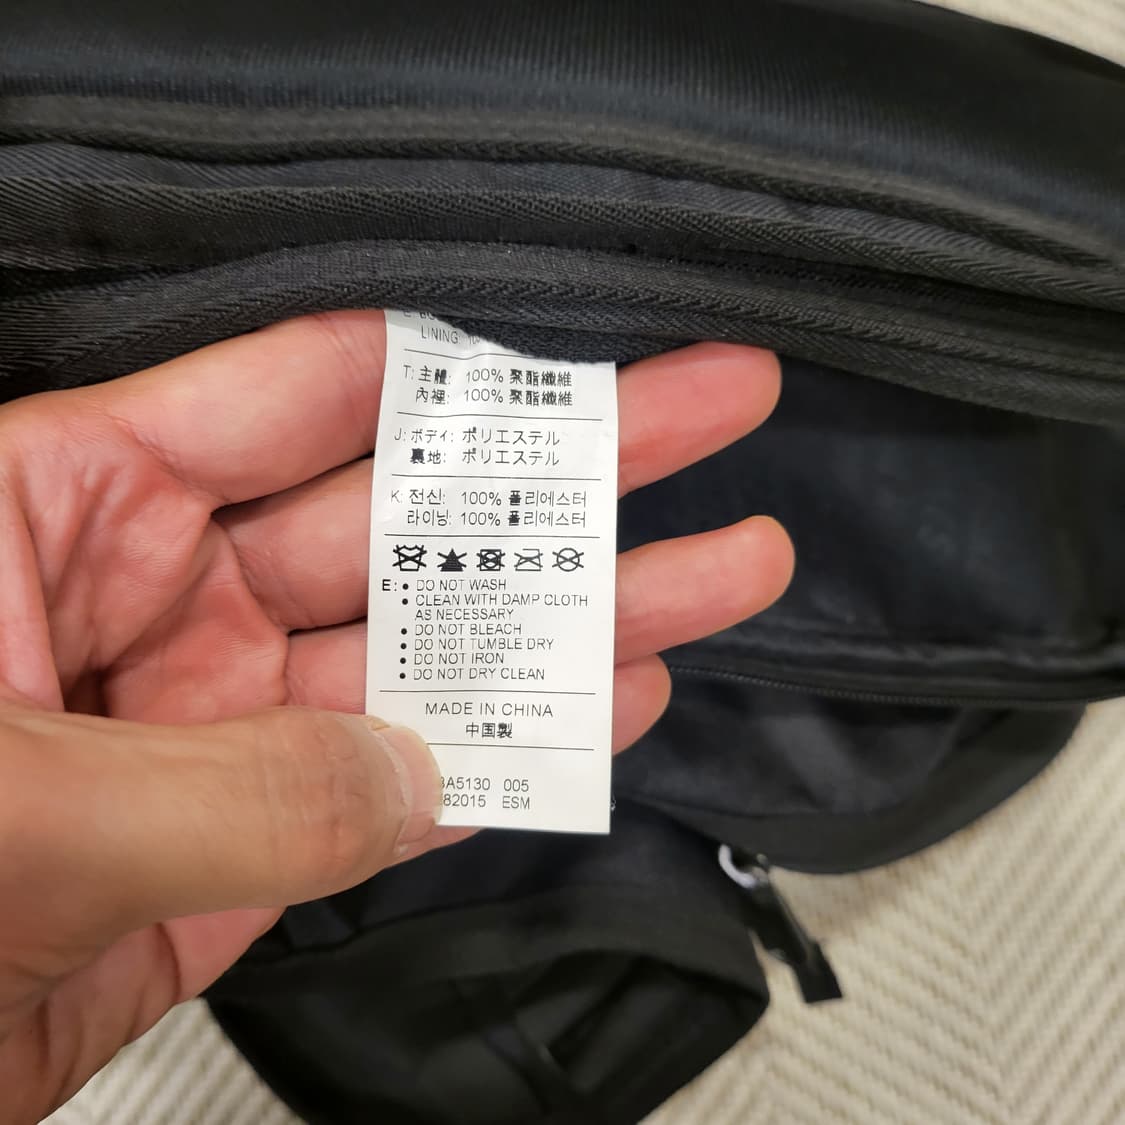 LINING:
T: 主體: 100% 聚酯纖維
內裡: 100% 聚酯纖維
J: ボディ: ポリエステル
裏地: ポリエステル
K: 전신: 100% 폴리에스터
라이닝: 100% 폴리에스터
E: • DO NOT WASH
• CLEAN WITH DAMP CLOTH
AS NECESSARY
• DO NOT BLEACH
• DO NOT TUMBLE DRY
• DO NOT IRON
• DO NOT DRY CLEAN
MADE IN CHINA
中国製
A5130 005
82015 ESM